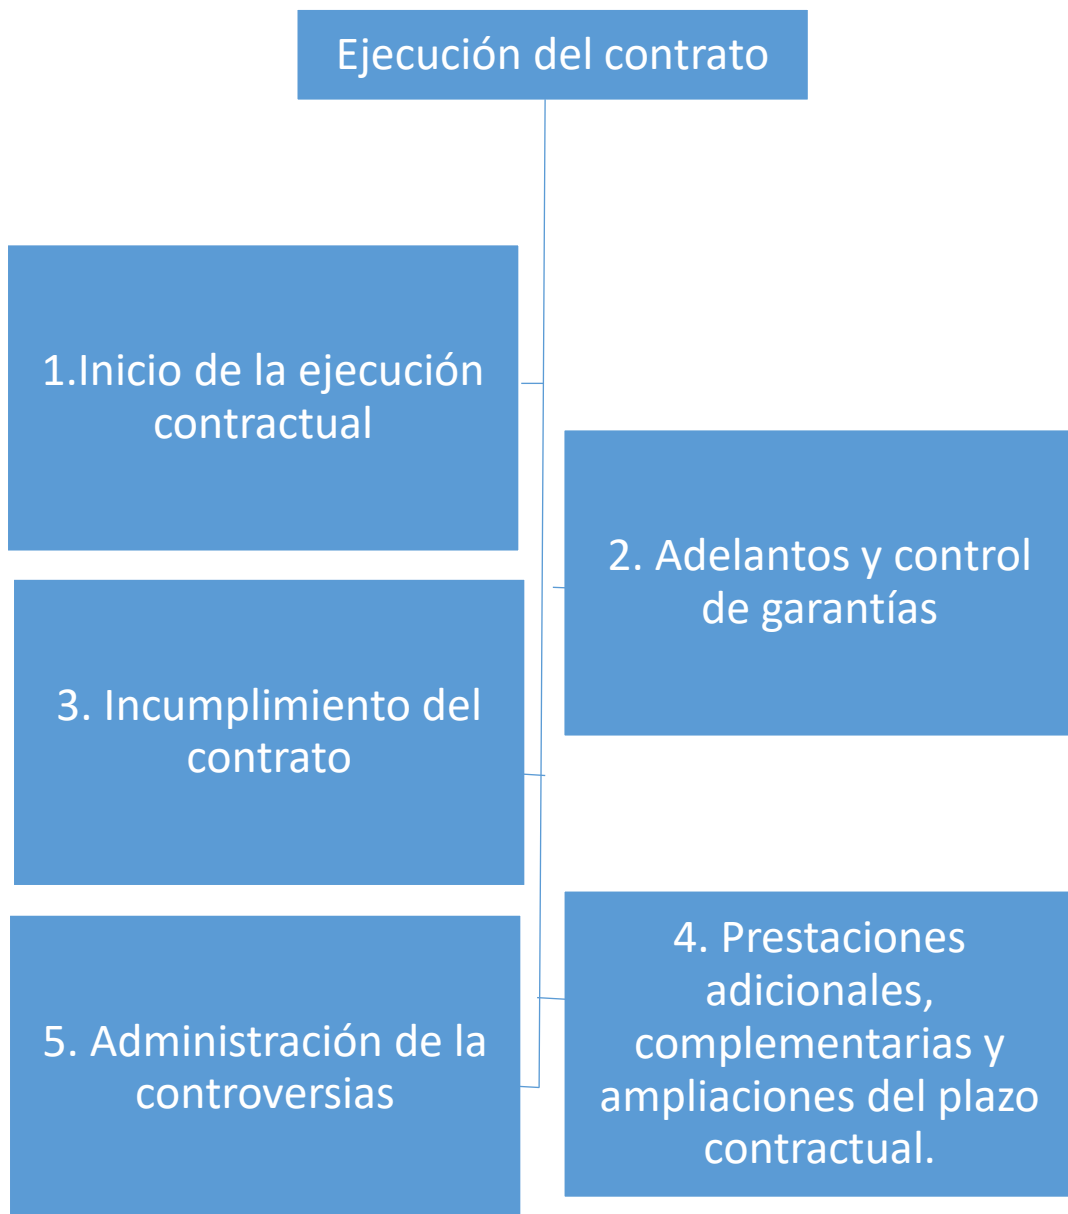 Ejecución del contrato
1.Inicio de la ejecución
contractual
2. Adelantos y control
de garantías
3. Incumplimiento del
contrato
4. Prestaciones
adicionales,
complementarias y
ampliaciones del plazo
contractual.
5. Administración de la
controversias